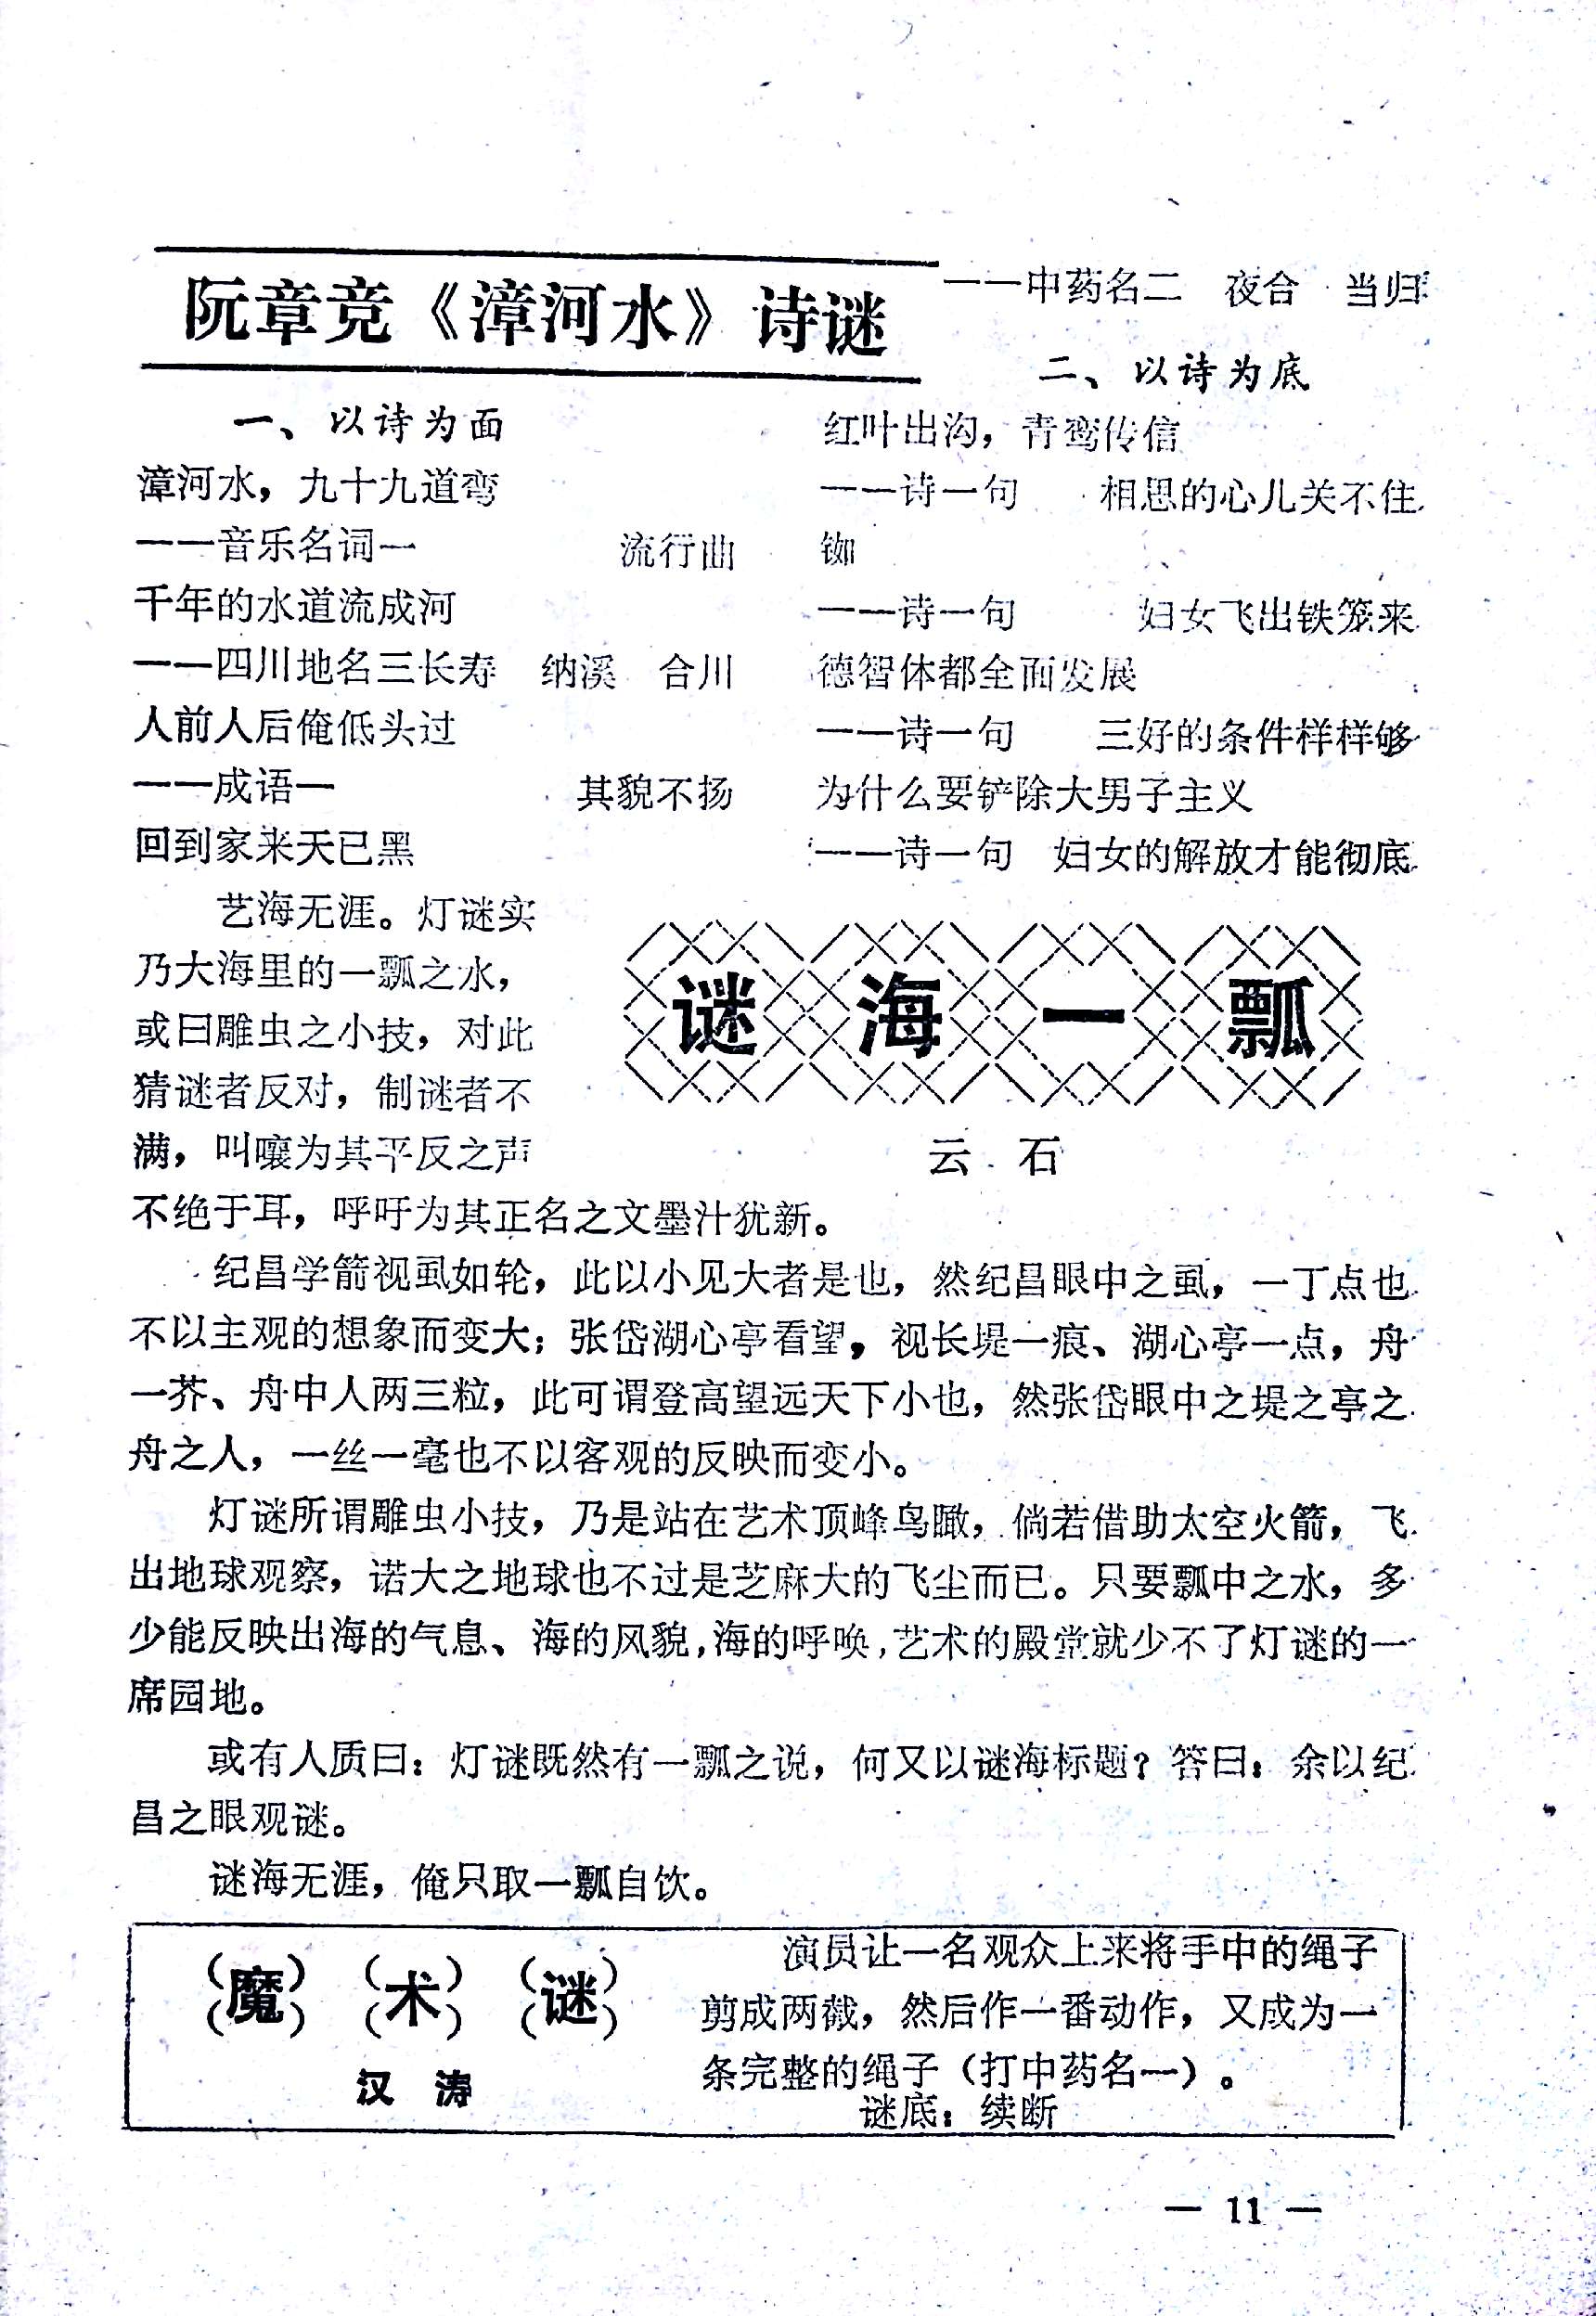 阮章竞《漳河水》诗谜
一、以诗为面
漳河水，九十九道弯
——音乐名词一 流行曲
千年的水道流成河
——四川地名三长寿 纳溪 合川
人前人后俺低头过
——成语一 其貌不扬
回到家来天已黑
——中药名二 夜合 当归
二、以诗为底
红叶出沟，青鸾传信
——诗一句 相思的心儿关不住
铷
——诗一句 妇女飞出铁笼来
德智体都全面发展
——诗一句 三好的条件样样够
为什么要铲除大男子主义
——诗一句 妇女的解放才能彻底
谜海一瓢
云 石
艺海无涯。灯谜实
乃大海里的一瓢之水，
或曰雕虫之小技，对此
猜谜者反对，制谜者不
满，叫嚷为其平反之声
不绝于耳，呼吁为其正名之文墨汁犹新。
纪昌学箭视虱如轮，此以小见大者是也，然纪昌眼中之虱，一丁点也
不以主观的想象而变大；张岱湖心亭看望，视长堤一痕、湖心亭一点，舟
一芥、舟中人两三粒，此可谓登高望远天下小也，然张岱眼中之堤之亭之
舟之人，一丝一毫也不以客观的反映而变小。
灯谜所谓雕虫小技，乃是站在艺术顶峰鸟瞰，倘若借助太空火箭，飞
出地球观察，诺大之地球也不过是芝麻大的飞尘而已。只要瓢中之水，多
少能反映出海的气息、海的风貌，海的呼唤，艺术的殿堂就少不了灯谜的一
席园地。
或有人质曰：灯谜既然有一瓢之说，何又以谜海标题？答曰：余以纪
昌之眼观谜。
谜海无涯，俺只取一瓢自饮。
魔术谜
汉 涛
演员让一名观众上来将手中的绳子
剪成两截，然后作一番动作，又成为一
条完整的绳子（打中药名一）。
谜底：续断
— 11 —